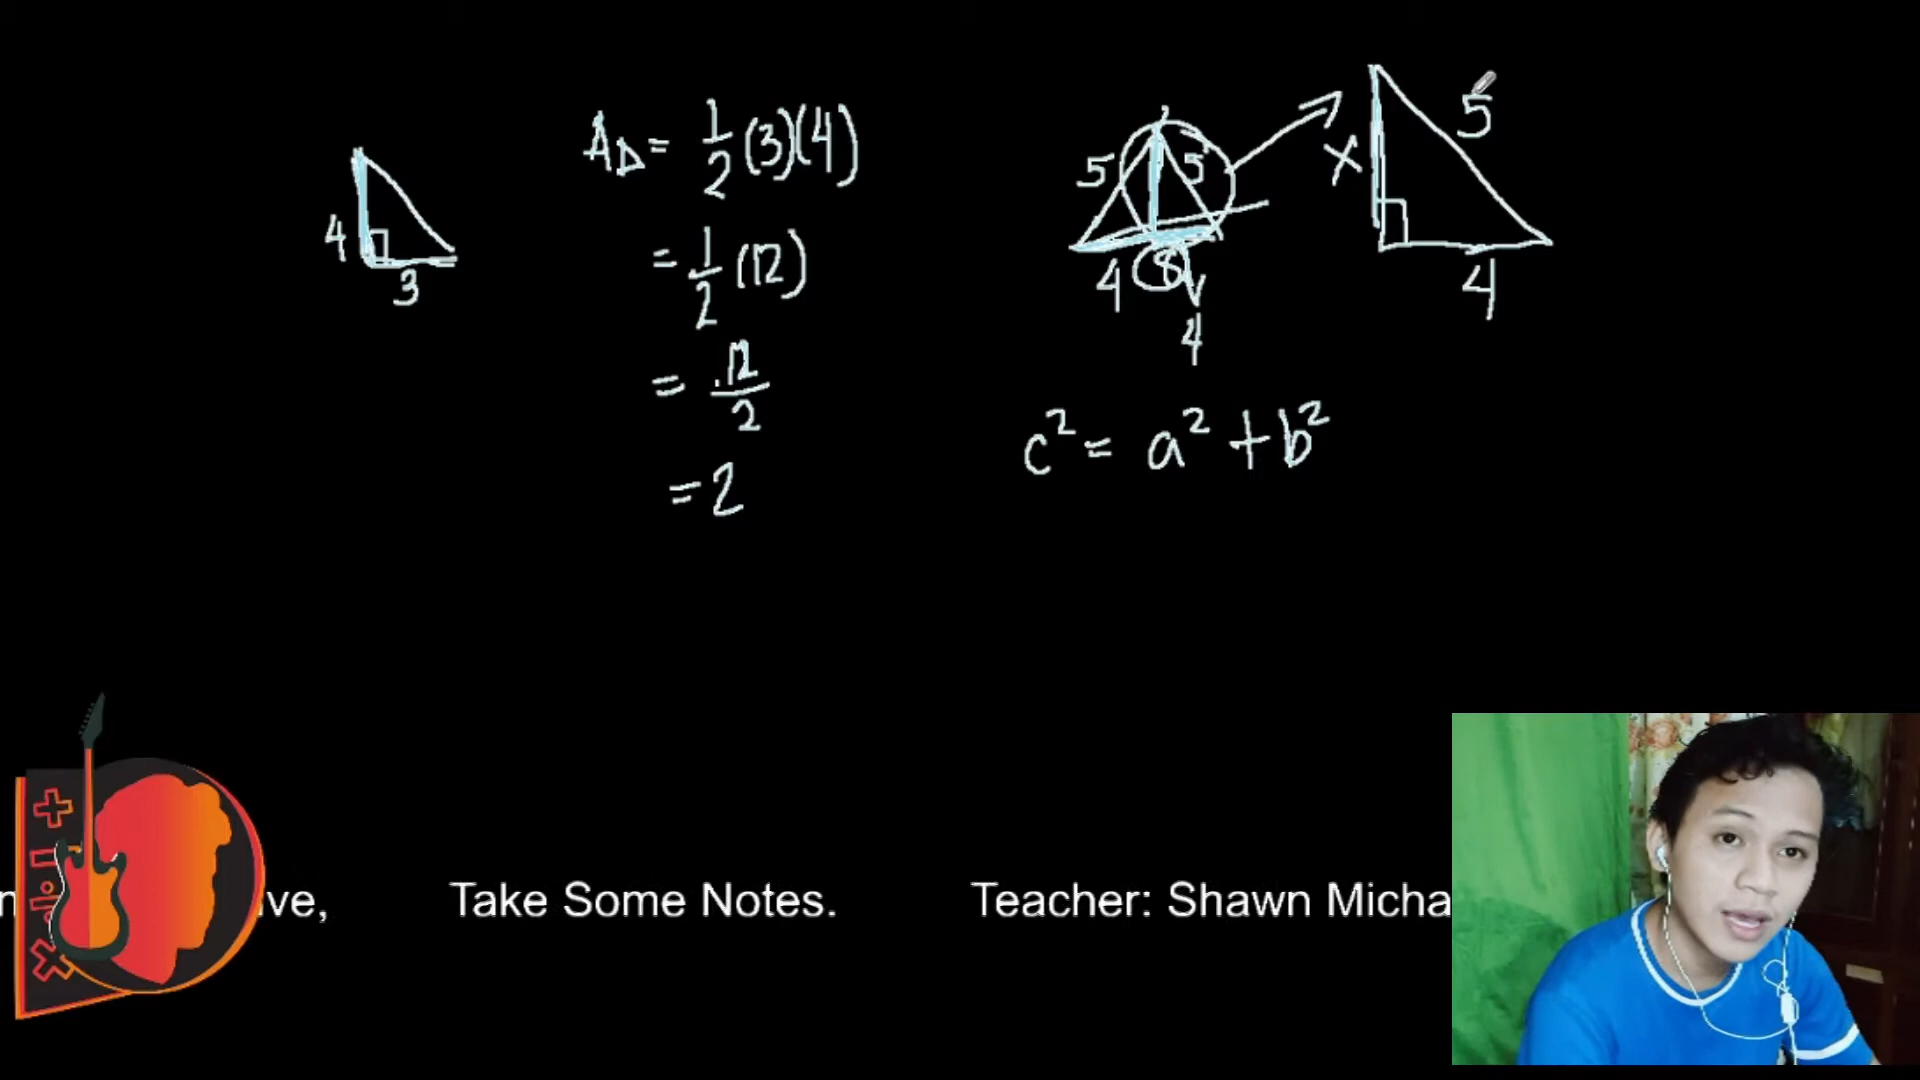 4
3
A△ = 1/2 (3)(4)
= 1/2 (12)
= 12/2
= 2
5 5
4 8
4
X 5
4
c² = a² + b²
ve, Take Some Notes. Teacher: Shawn Micha